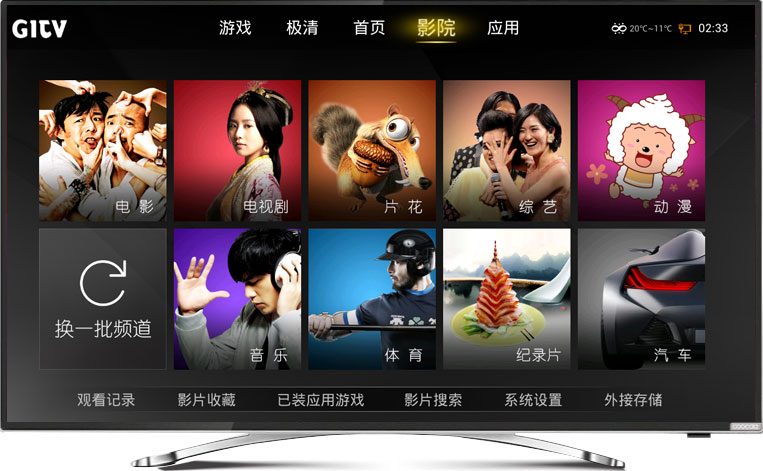 GITV 游戏 极清 首页 影院 应用 20℃~11℃ 02:33
电影 电视剧 片花 综艺 动漫
换一批频道 音乐 体育 纪录片 汽车
观看记录 影片收藏 已装应用游戏 影片搜索 系统设置 外接存储
coocaa